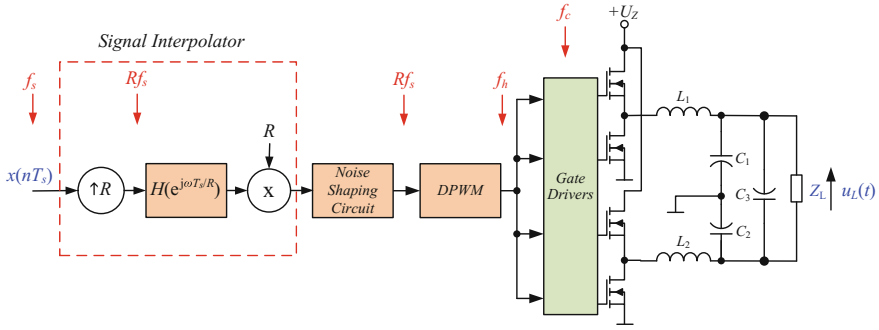 Signal Interpolator
f_s
Rf_s
Rf_s
f_h
f_c
+U_Z
x(nT_s)
↑R
H(e^{jωT_s/R})
R
x
Noise
Shaping
Circuit
DPWM
Gate
Drivers
L_1
L_2
C_1
C_2
C_3
Z_L
u_L(t)